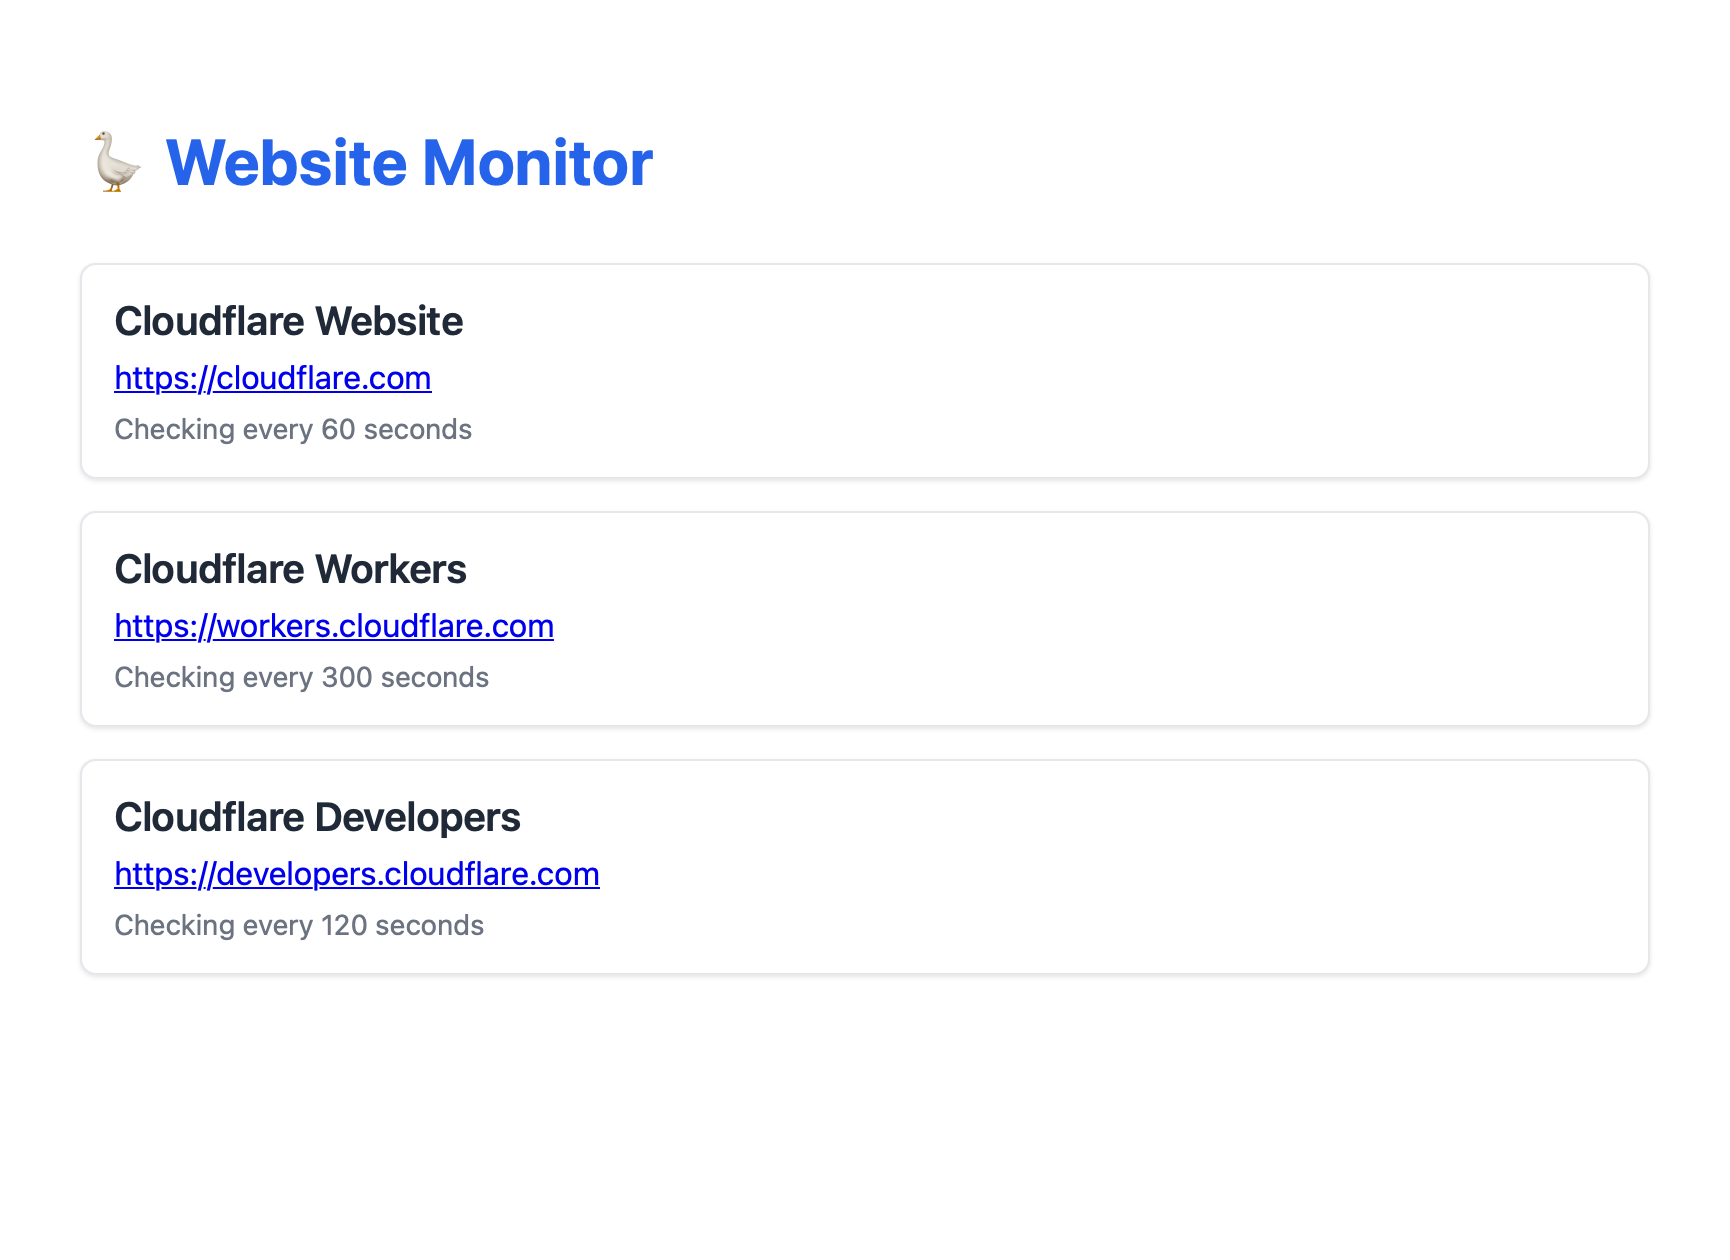 Website Monitor
Cloudflare Website
https://cloudflare.com
Checking every 60 seconds
Cloudflare Workers
https://workers.cloudflare.com
Checking every 300 seconds
Cloudflare Developers
https://developers.cloudflare.com
Checking every 120 seconds